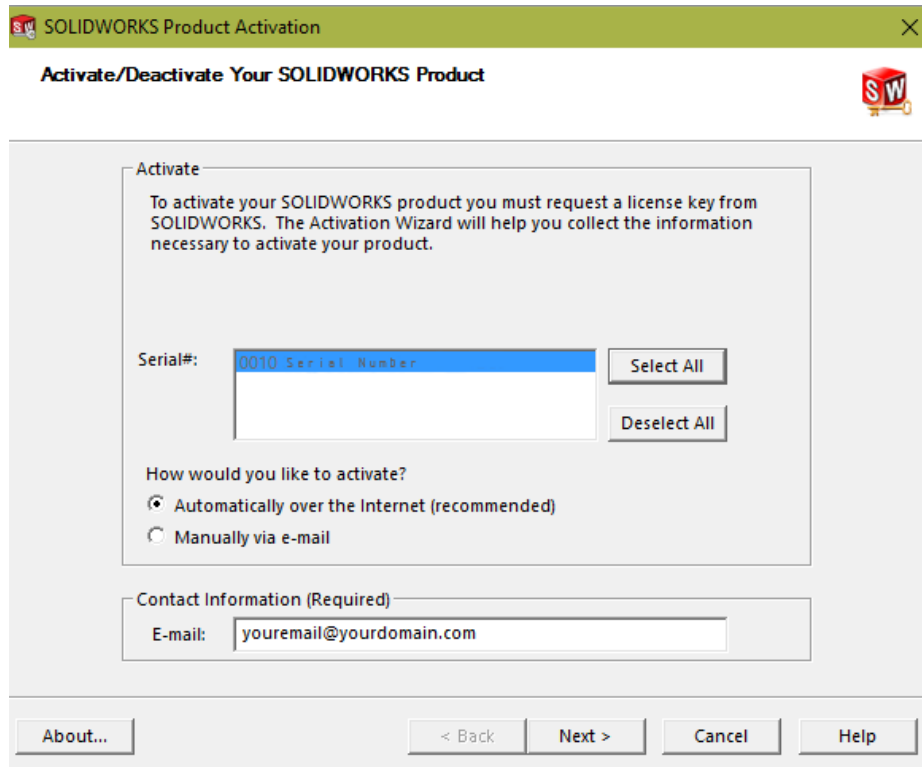 SW SOLIDWORKS Product Activation
Activate/Deactivate Your SOLIDWORKS Product
SW
Activate
To activate your SOLIDWORKS product you must request a license key from
SOLIDWORKS. The Activation Wizard will help you collect the information
necessary to activate your product.
Serial#:
0010 Serial Number
Select All
Deselect All
How would you like to activate?
Automatically over the Internet (recommended)
Manually via e-mail
Contact Information (Required)
E-mail: youremail@yourdomain.com
About... < Back Next > Cancel Help